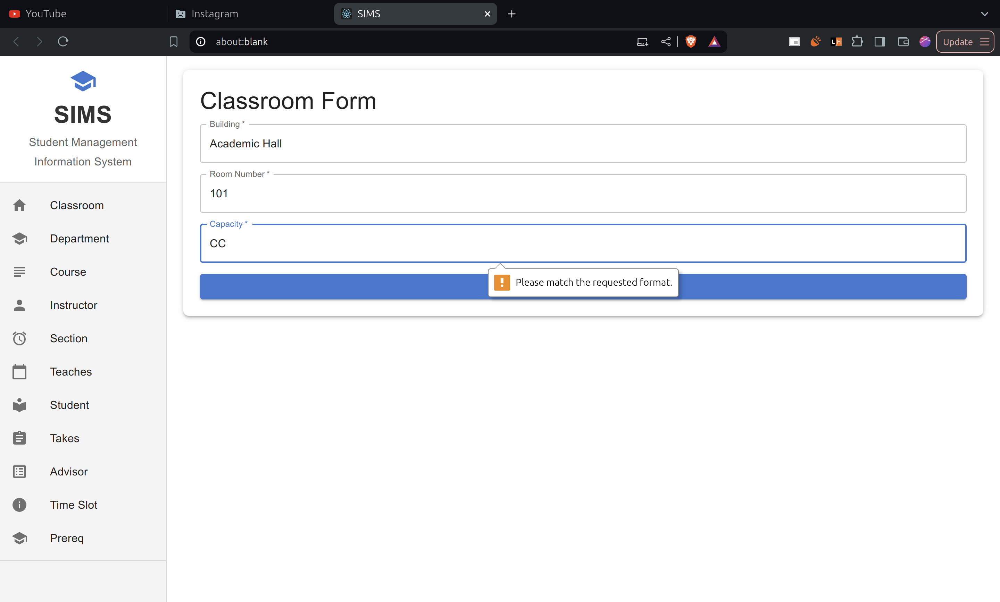 YouTube
Instagram
SIMS
about:blank
L H
Update
SIMS
Student Management
Information System
Classroom
Department
Course
Instructor
Section
Teaches
Student
Takes
Advisor
Time Slot
Prereq
Classroom Form
Building *
Academic Hall
Room Number *
101
Capacity *
CC
Please match the requested format.